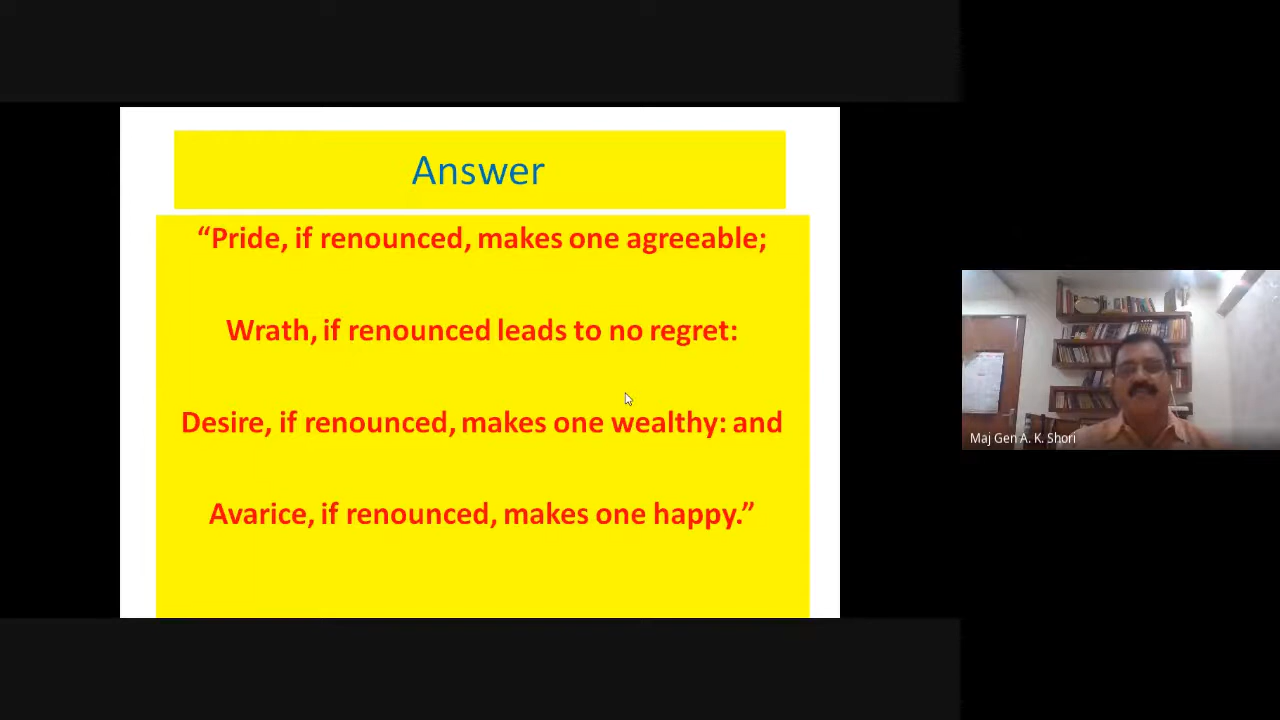 Answer
“Pride, if renounced, makes one agreeable;
Wrath, if renounced leads to no regret:
Desire, if renounced, makes one wealthy: and
Avarice, if renounced, makes one happy.”
Maj Gen A. K. Shori